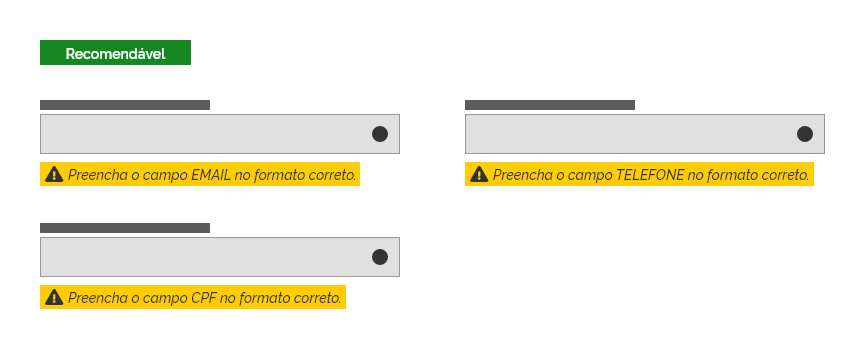 Recomendável
Preencha o campo EMAIL no formato correto.
Preencha o campo TELEFONE no formato correto.
Preencha o campo CPF no formato correto.